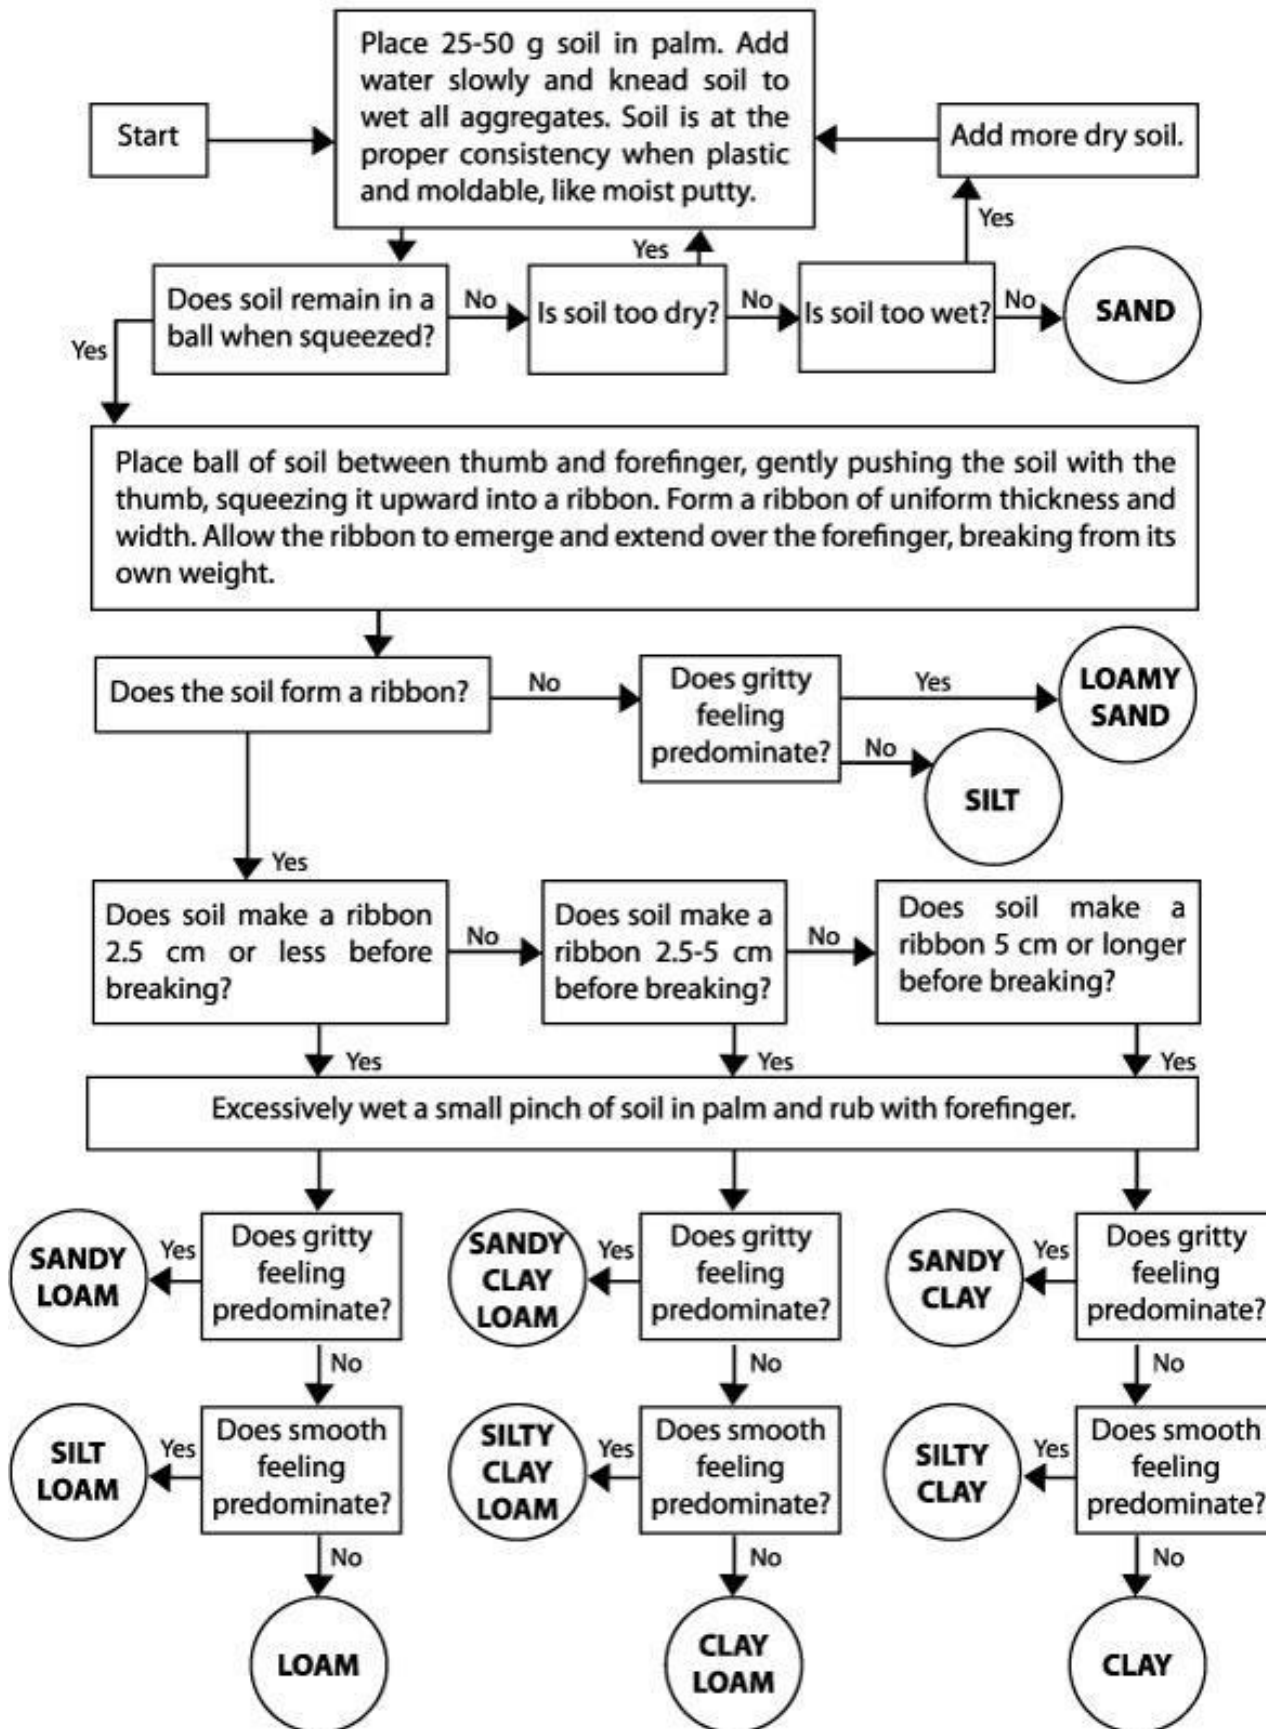 Place 25-50 g soil in palm. Add
water slowly and knead soil to
wet all aggregates. Soil is at the
proper consistency when plastic
and moldable, like moist putty.
Start
Add more dry soil.
Yes
Yes
Does soil remain in a
ball when squeezed?
No
Is soil too dry?
No
Is soil too wet?
No
SAND
Yes
Place ball of soil between thumb and forefinger, gently pushing the soil with the
thumb, squeezing it upward into a ribbon. Form a ribbon of uniform thickness and
width. Allow the ribbon to emerge and extend over the forefinger, breaking from its
own weight.
Does the soil form a ribbon?
No
Does gritty
feeling
predominate?
Yes
LOAMY
SAND
No
SILT
Yes
Does soil make a ribbon
2.5 cm or less before
breaking?
No
Does soil make a
ribbon 2.5-5 cm
before breaking?
No
Does soil make a
ribbon 5 cm or longer
before breaking?
Yes
Yes
Yes
Excessively wet a small pinch of soil in palm and rub with forefinger.
SANDY
LOAM
Yes
Does gritty
feeling
predominate?
SANDY
CLAY
LOAM
Yes
Does gritty
feeling
predominate?
SANDY
CLAY
Yes
Does gritty
feeling
predominate?
No
No
No
SILT
LOAM
Yes
Does smooth
feeling
predominate?
SILTY
CLAY
LOAM
Yes
Does smooth
feeling
predominate?
SILTY
CLAY
Yes
Does smooth
feeling
predominate?
No
No
No
LOAM
CLAY
LOAM
CLAY